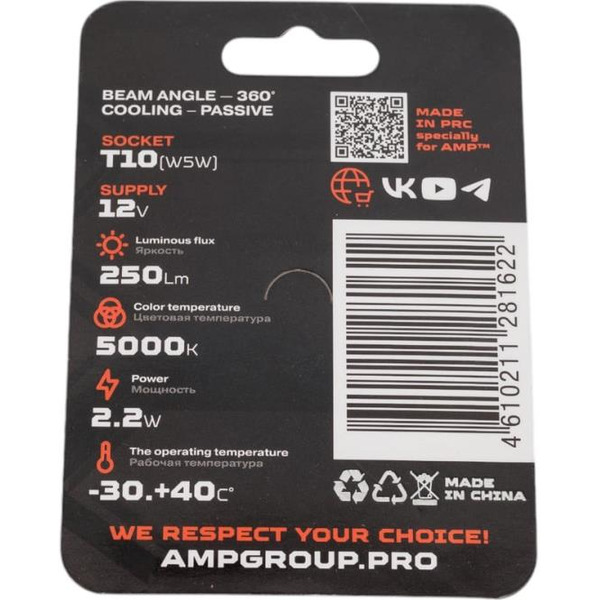 BEAM ANGLE – 360°
COOLING – PASSIVE
SOCKET
T10(W5W)
SUPPLY
12V
Luminous flux
Яркость
250Lm
Color temperature
Цветовая температура
5000K
Power
Мощность
2.2W
The operating temperature
Рабочая температура
-30.+40C°
MADE
IN PRC
specially
for AMP™
VK
4610211281622
MADE
IN CHINA
WE RESPECT YOUR CHOICE!
AMPGROUP.PRO